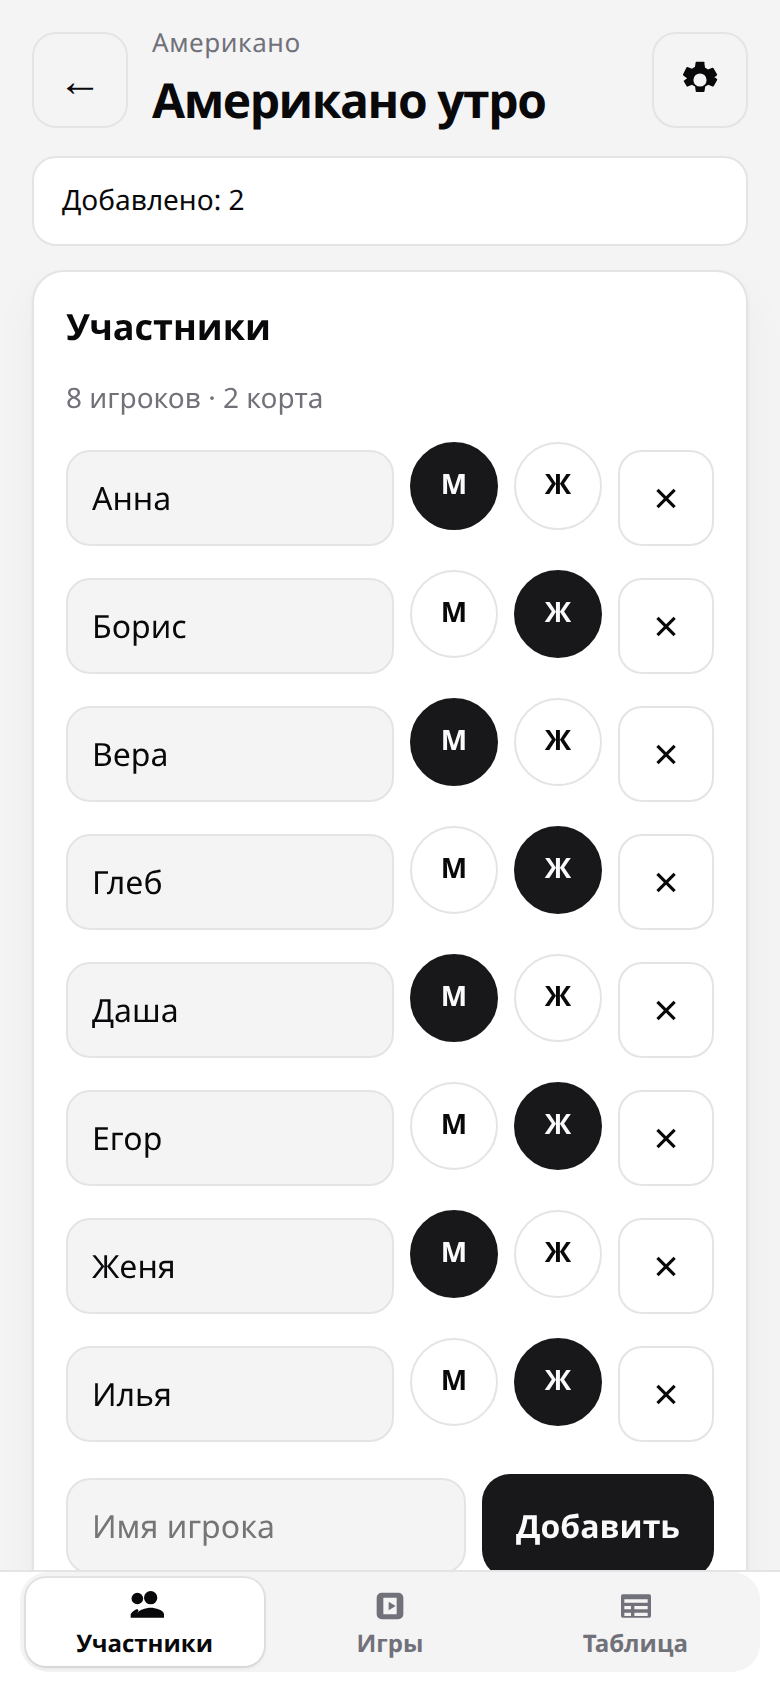 Американо
←
Американо утро
Добавлено: 2
Участники
8 игроков · 2 корта
Анна М Ж ×
Борис М Ж ×
Вера М Ж ×
Глеб М Ж ×
Даша М Ж ×
Егор М Ж ×
Женя М Ж ×
Илья М Ж ×
Имя игрока Добавить
Участники Игры Таблица